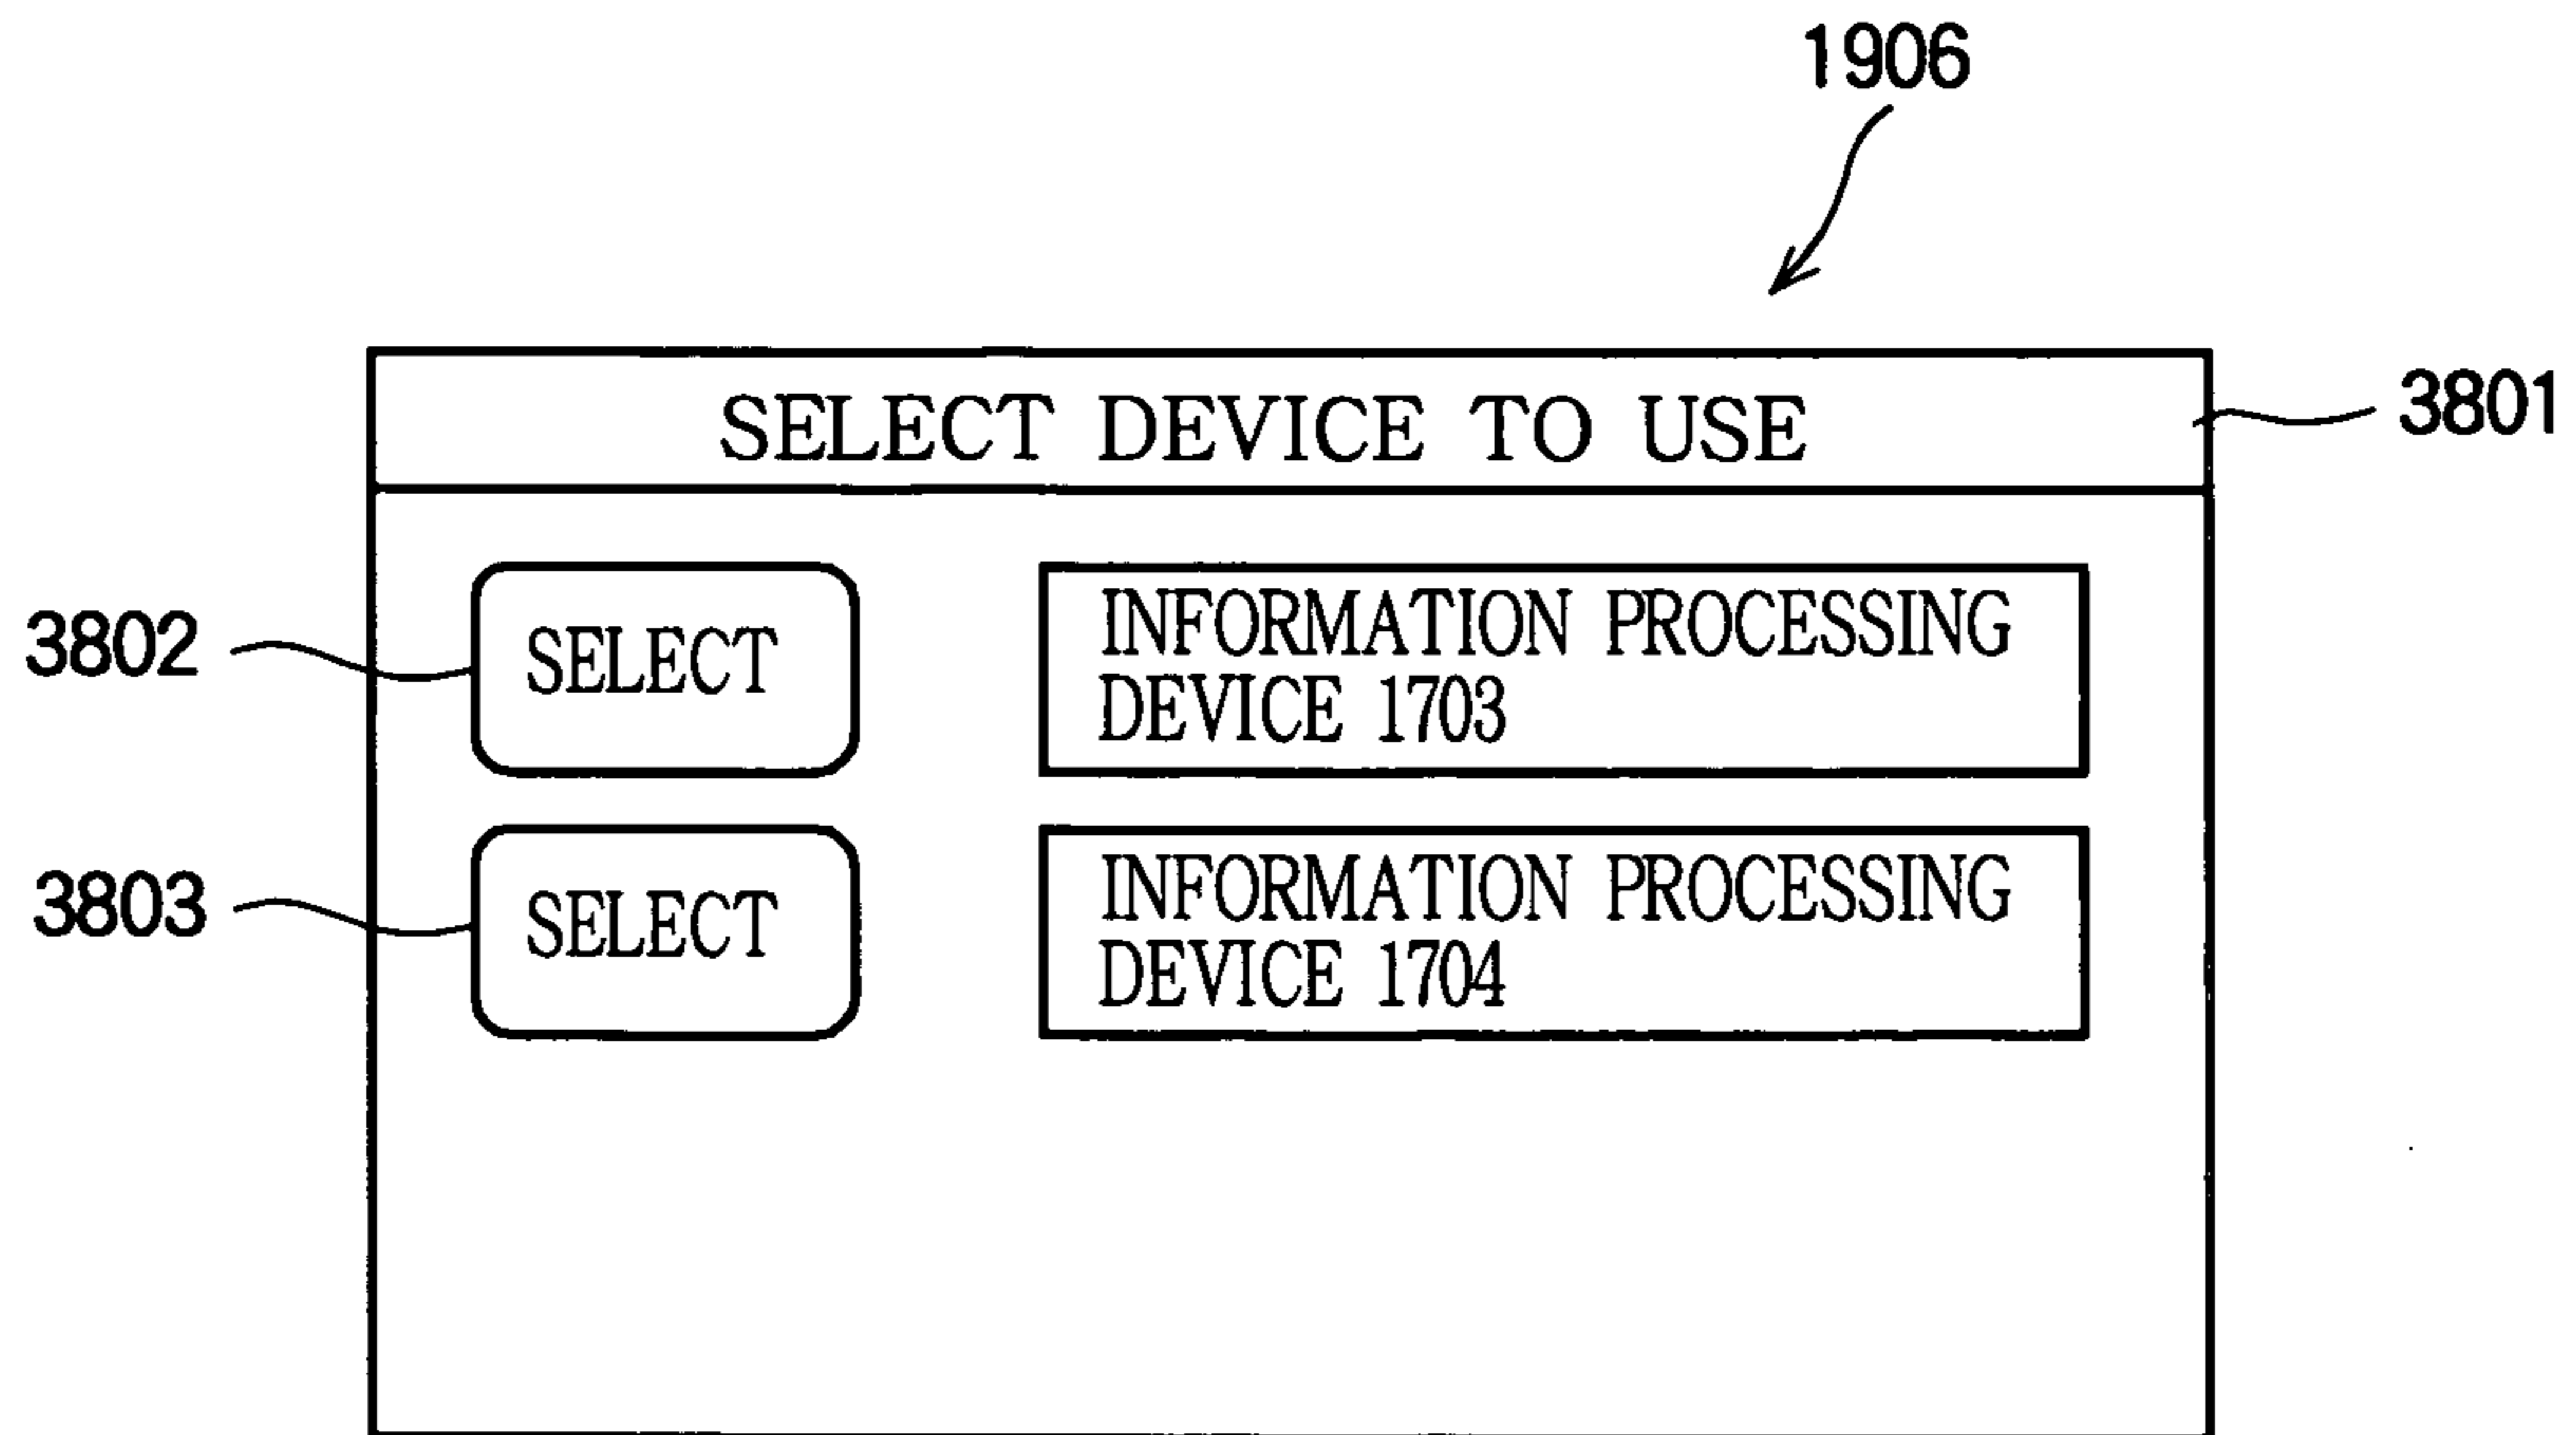 1906
SELECT DEVICE TO USE
3801
3802
SELECT
INFORMATION PROCESSING
DEVICE 1703
3803
SELECT
INFORMATION PROCESSING
DEVICE 1704